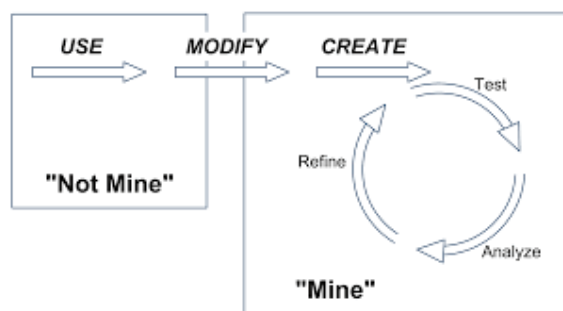 USE
MODIFY
CREATE
Test
Refine
"Not Mine"
Analyze
"Mine"